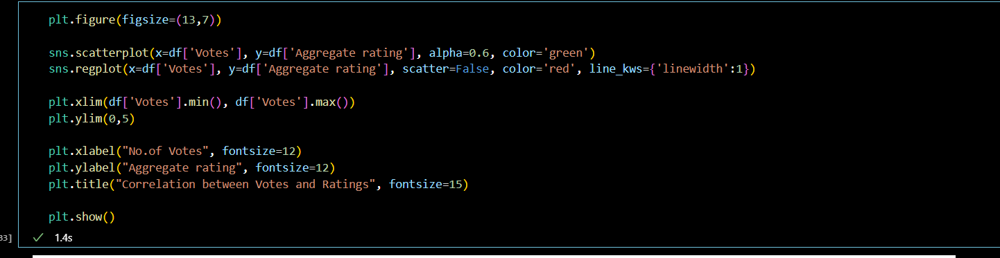 plt.figure(figsize=(13,7))
sns.scatterplot(x=df['Votes'], y=df['Aggregate rating'], alpha=0.6, color='green')
sns.regplot(x=df['Votes'], y=df['Aggregate rating'], scatter=False, color='red', line_kws={'linewidth':1})
plt.xlim(df['Votes'].min(), df['Votes'].max())
plt.ylim(0,5)
plt.xlabel("No.of Votes", fontsize=12)
plt.ylabel("Aggregate rating", fontsize=12)
plt.title("Correlation between Votes and Ratings", fontsize=15)
plt.show()
33] ✓ 1.4s